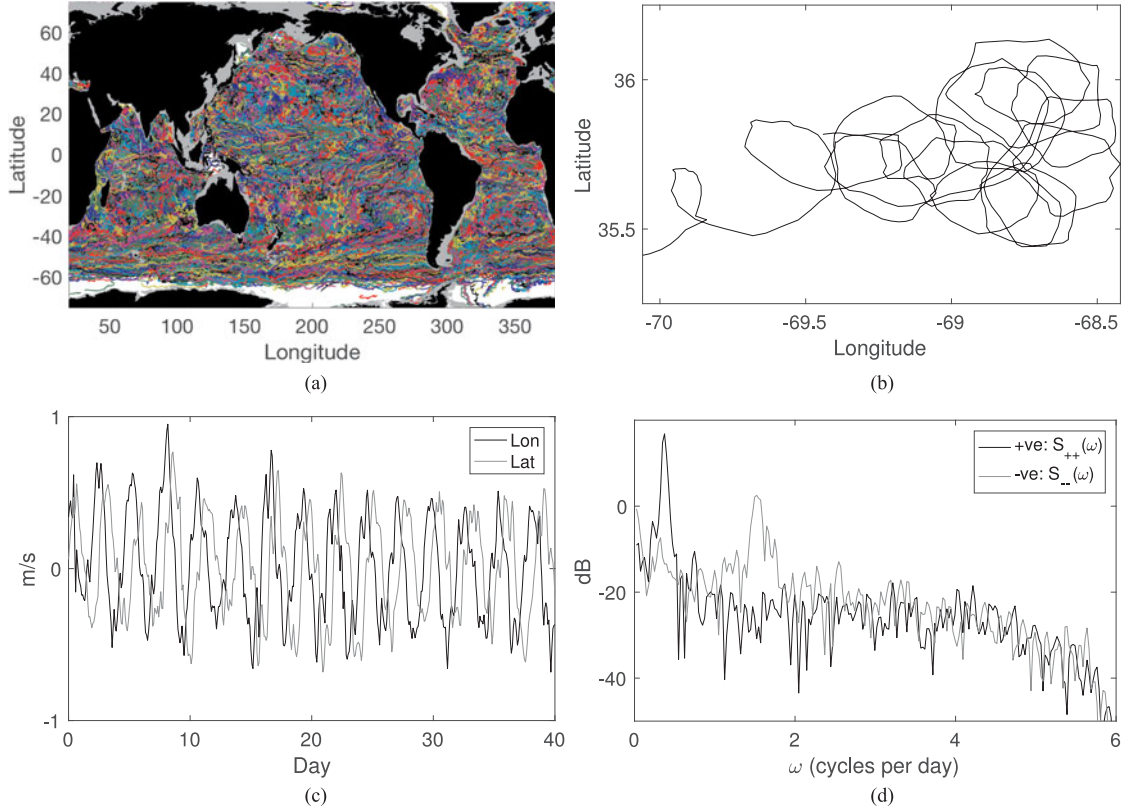 60
40
20
0
-20
-40
-60
Latitude
50
100
150
200
250
300
350
Longitude
(a)
36
35.5
Latitude
-70
-69.5
-69
-68.5
Longitude
(b)
1
0
-1
m/s
Lon
Lat
0
10
20
30
40
Day
(c)
+ve: S++(ω)
-ve: S--(ω)
0
-20
-40
dB
0
2
4
6
ω (cycles per day)
(d)